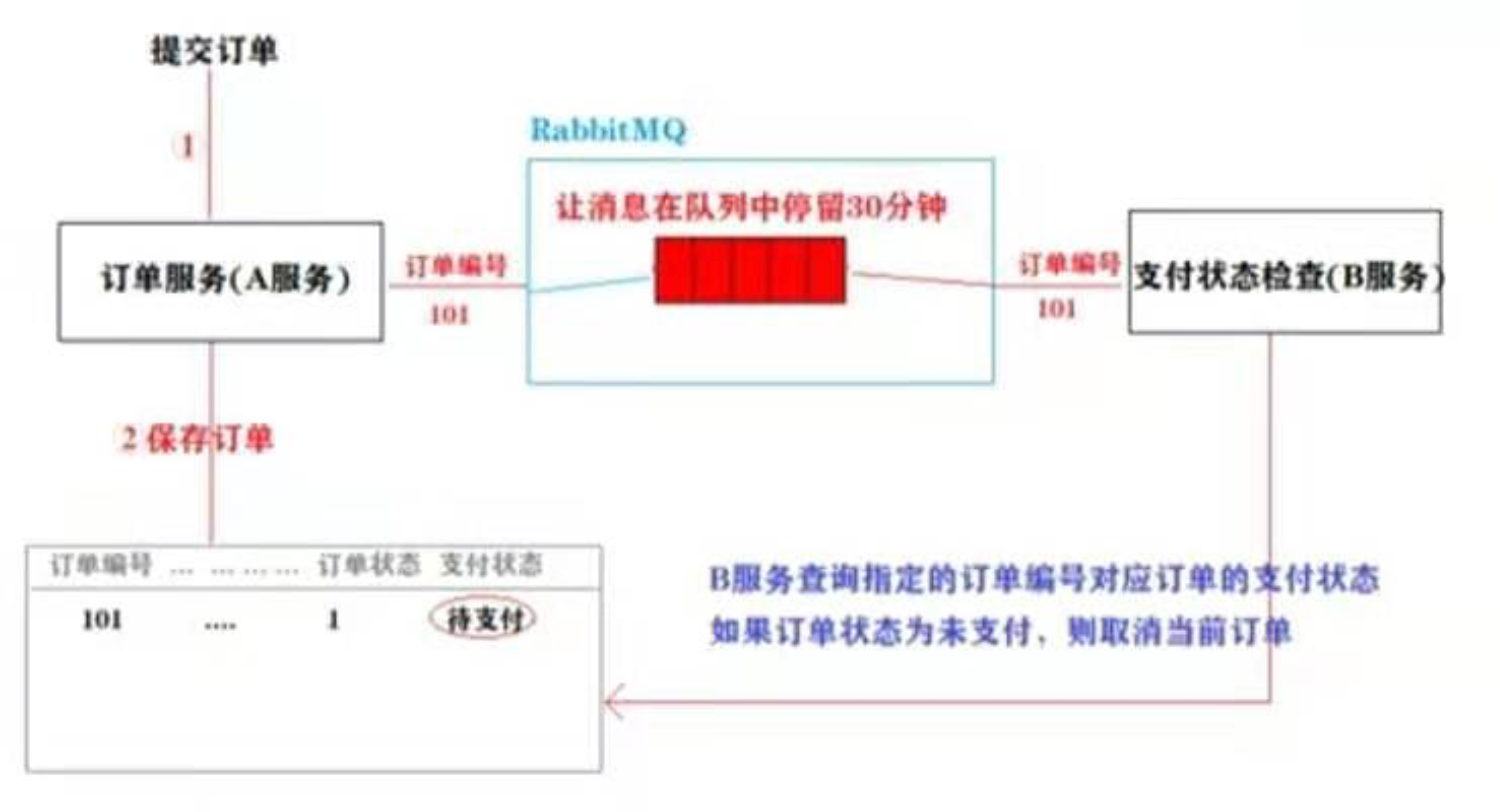 提交订单
1
RabbitMQ
让消息在队列中停留30分钟
订单服务(A服务)
订单编号
101
订单编号
101
支付状态检查(B服务)
2 保存订单
订单编号 ... ... ... ... 订单状态 支付状态
101 .... 1 待支付
B服务查询指定的订单编号对应订单的支付状态
如果订单状态为未支付，则取消当前订单